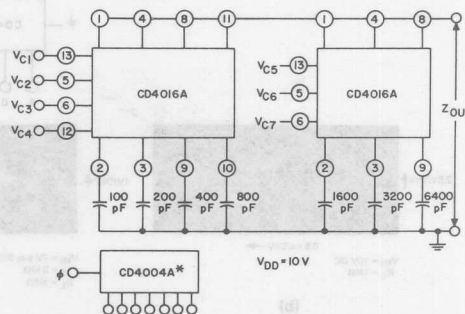 1 4 8 11 1 4 8
VC1 13
VC2 5
VC3 6
VC4 12
CD4016A
VC5 13
VC6 5
VC7 6
CD4016A
ZOU
2 3 9 10 2 3 9
100 pF
200 pF
400 pF
800 pF
1600 pF
3200 pF
6400 pF
φ
CD4004A*
VDD = 10 V